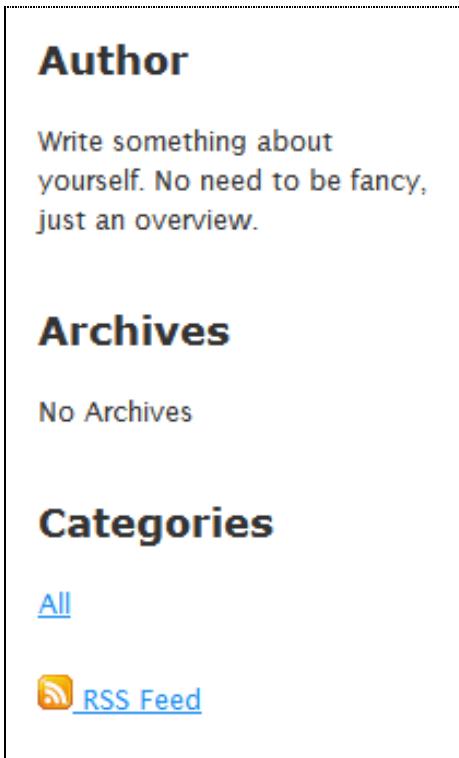 Author
Write something about
yourself. No need to be fancy,
just an overview.
Archives
No Archives
Categories
All
RSS Feed